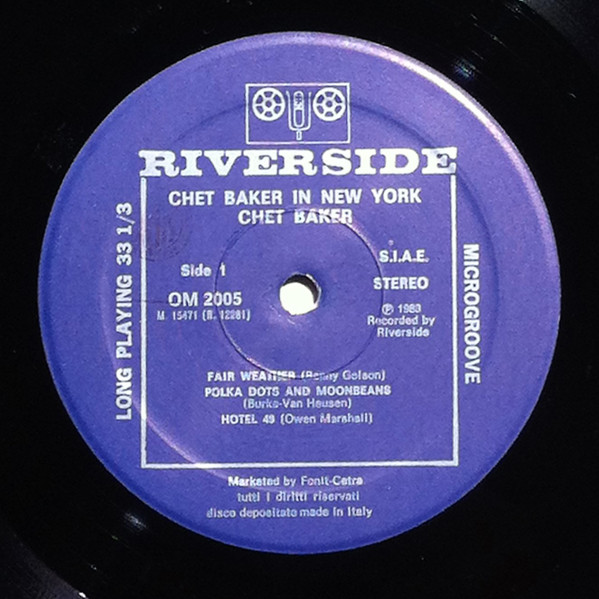 RIVERSIDE
CHET BAKER IN NEW YORK
CHET BAKER
LONG PLAYING 33 1/3
Side 1
OM 2005
M. 15471 (R. 12281)
S.I.A.E.
STEREO
℗ 1983
Recorded by
Riverside
MICROGROOVE
FAIR WEATHER (Benny Golson)
POLKA DOTS AND MOONBEANS
(Burke-Van Heusen)
HOTEL 49 (Owen Marshall)
Marketed by Fonit-Cetra
tutti i diritti riservati
disco depositato made in Italy